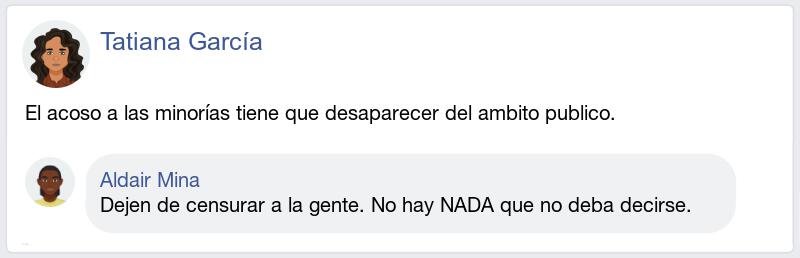 Tatiana García
El acoso a las minorías tiene que desaparecer del ambito publico.
Aldair Mina
Dejen de censurar a la gente. No hay NADA que no deba decirse.